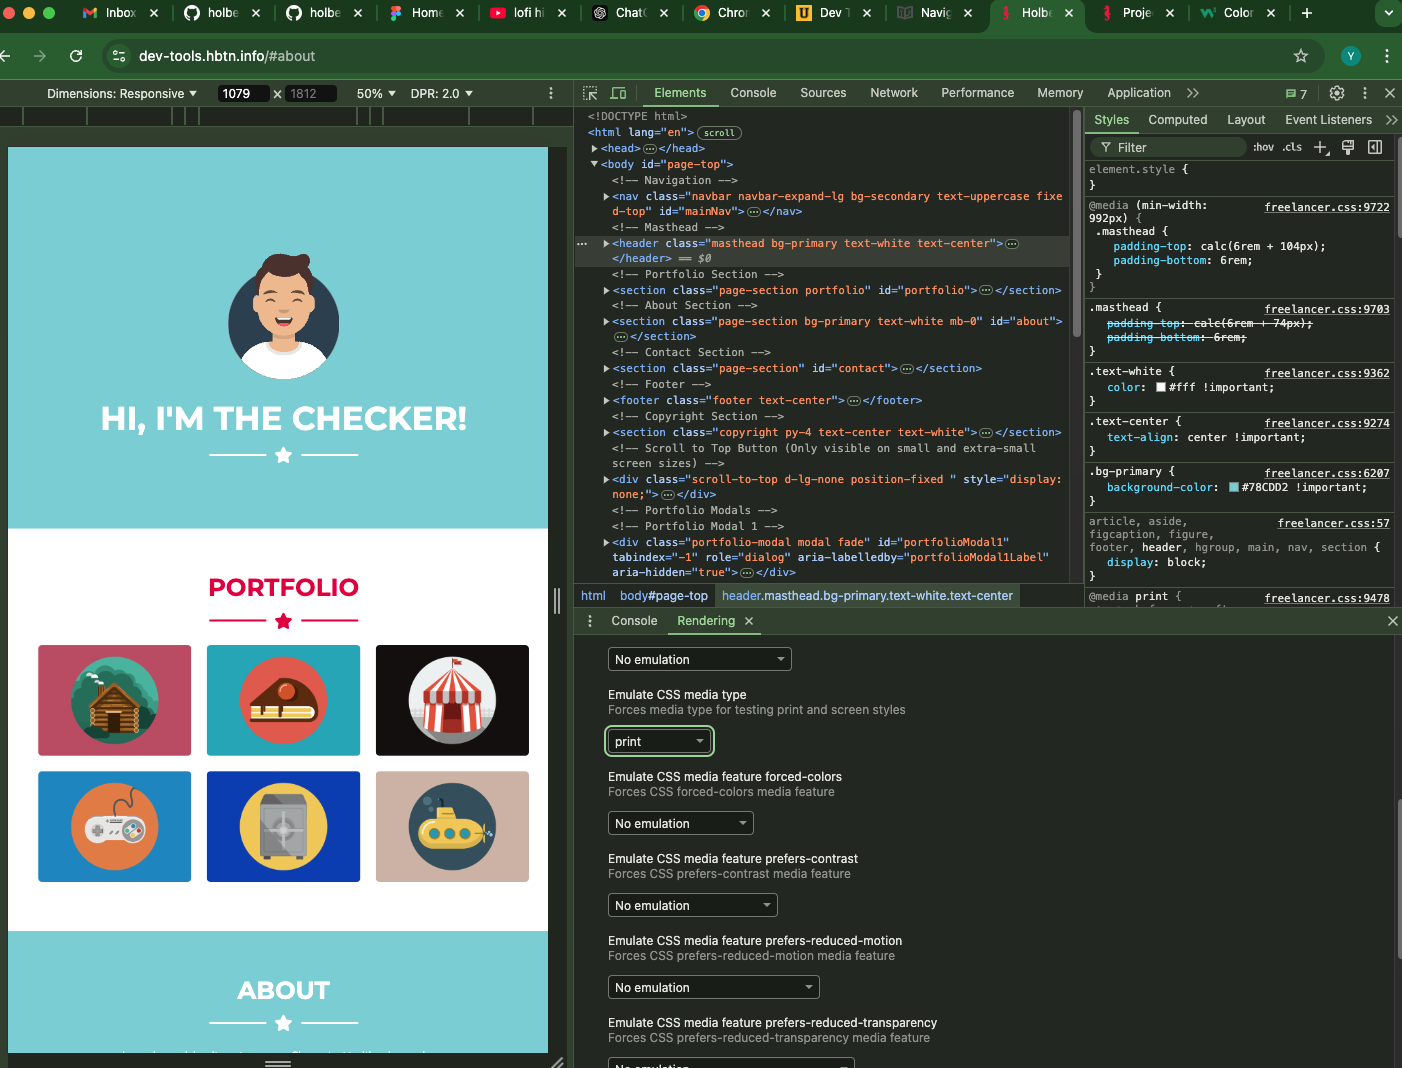 Inbox
holbe
holbe
Home
lofi hi
Chat
Chror
Dev T
Navig
Holbe
Proje
Color
dev-tools.hbtn.info/#about
Y
Dimensions: Responsive 1079 × 1812 50% DPR: 2.0
Elements Console Sources Network Performance Memory Application 7
<!DOCTYPE html>
<html lang="en"> scroll
<head> </head>
<body id="page-top">
<!-- Navigation -->
<nav class="navbar navbar-expand-lg bg-secondary text-uppercase fixe
d-top" id="mainNav"> </nav>
<!-- Masthead -->
<header class="masthead bg-primary text-white text-center">
</header> == $0
<!-- Portfolio Section -->
<section class="page-section portfolio" id="portfolio"> </section>
<!-- About Section -->
<section class="page-section bg-primary text-white mb-0" id="about">
</section>
<!-- Contact Section -->
<section class="page-section" id="contact"> </section>
<!-- Footer -->
<footer class="footer text-center"> </footer>
<!-- Copyright Section -->
<section class="copyright py-4 text-center text-white"> </section>
<!-- Scroll to Top Button (Only visible on small and extra-small
screen sizes) -->
<div class="scroll-to-top d-lg-none position-fixed " style="display:
none;"> </div>
<!-- Portfolio Modals -->
<!-- Portfolio Modal 1 -->
<div class="portfolio-modal modal fade" id="portfolioModal1"
tabindex="-1" role="dialog" aria-labelledby="portfolioModal1Label"
aria-hidden="true"> </div>
html body#page-top header.masthead.bg-primary.text-white.text-center
Styles Computed Layout Event Listeners
Filter :hov .cls
element.style {
}
@media (min-width: freelancer.css:9722
992px) {
.masthead {
padding-top: calc(6rem + 104px);
padding-bottom: 6rem;
}
}
.masthead { freelancer.css:9703
padding-top: calc(6rem + 74px);
padding-bottom: 6rem;
}
.text-white { freelancer.css:9362
color: #fff !important;
}
.text-center { freelancer.css:9274
text-align: center !important;
}
.bg-primary { freelancer.css:6207
background-color: #78CDD2 !important;
}
article, aside, freelancer.css:57
figcaption, figure,
footer, header, hgroup, main, nav, section {
display: block;
}
@media print { freelancer.css:9478
Console Rendering
No emulation
Emulate CSS media type
Forces media type for testing print and screen styles
print
Emulate CSS media feature forced-colors
Forces CSS forced-colors media feature
No emulation
Emulate CSS media feature prefers-contrast
Forces CSS prefers-contrast media feature
No emulation
Emulate CSS media feature prefers-reduced-motion
Forces CSS prefers-reduced-motion media feature
No emulation
Emulate CSS media feature prefers-reduced-transparency
Forces CSS prefers-reduced-transparency media feature
No emulation
HI, I'M THE CHECKER!
PORTFOLIO
ABOUT